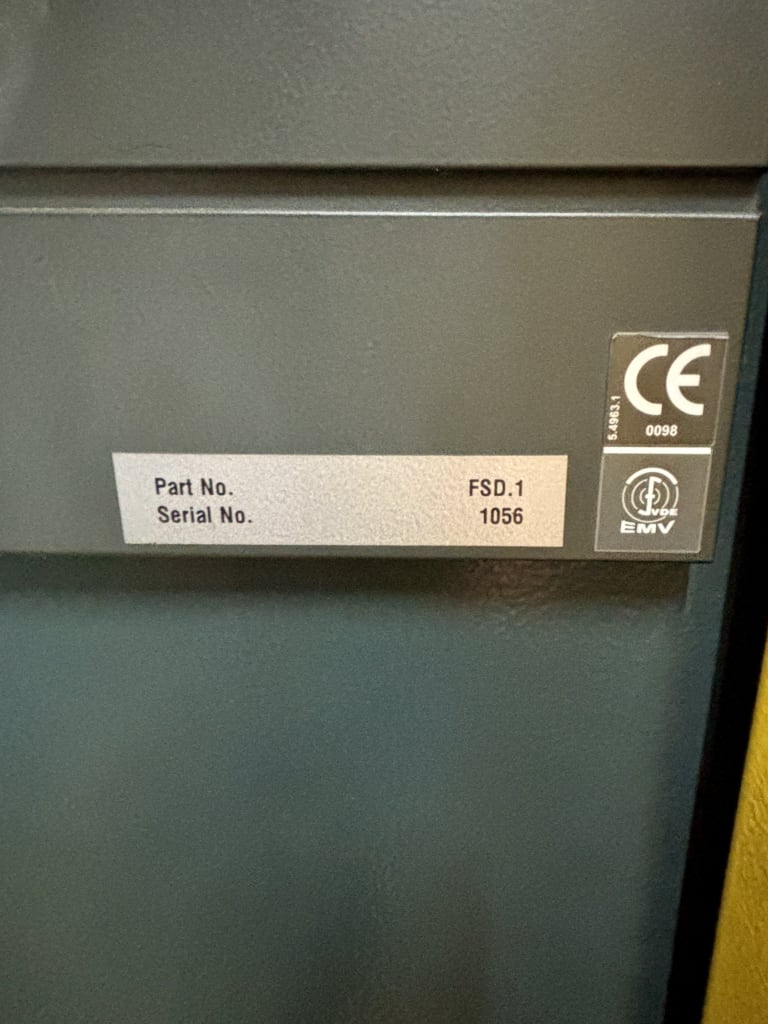 CE
5.4963.1
0098
Part No. FSD.1
Serial No. 1056
VDE
EMV